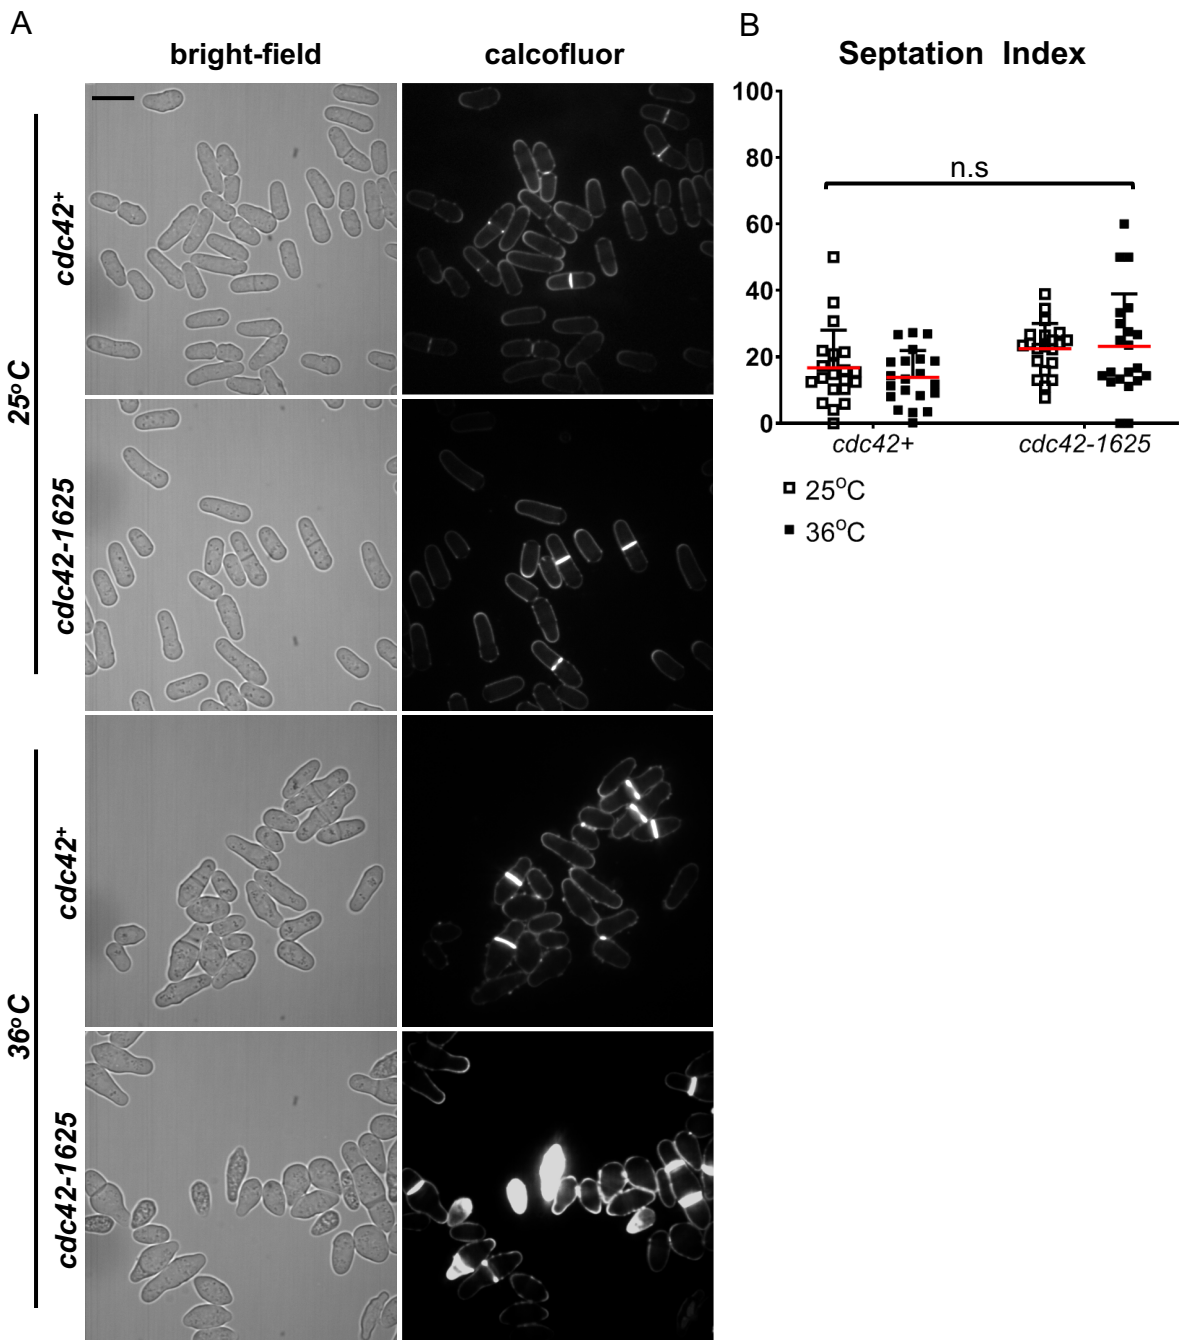 A
bright-field
calcofluor
25°C
cdc42⁺
cdc42-1625
36°C
cdc42⁺
cdc42-1625
B
Septation Index
100
80
60
40
20
0
n.s
cdc42+
cdc42-1625
25°C
36°C